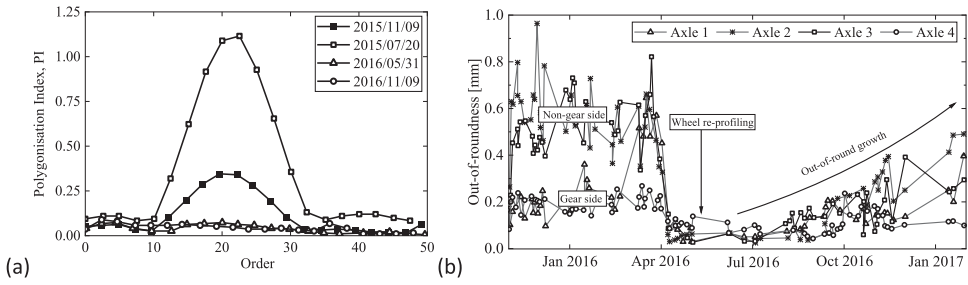 1.25
1.00
0.75
0.50
0.25
0.00
Polygonisation Index, PI
2015/11/09
2015/07/20
2016/05/31
2016/11/09
0 10 20 30 40 50
Order
(a)
1.0
0.8
0.6
0.4
0.2
0.0
Out-of-roundness [mm]
Axle 1 Axle 2 Axle 3 Axle 4
Non-gear side
Wheel re-profiling
Gear side
Out-of-round growth
Jan 2016 Apr 2016 Jul 2016 Oct 2016 Jan 2017
(b)